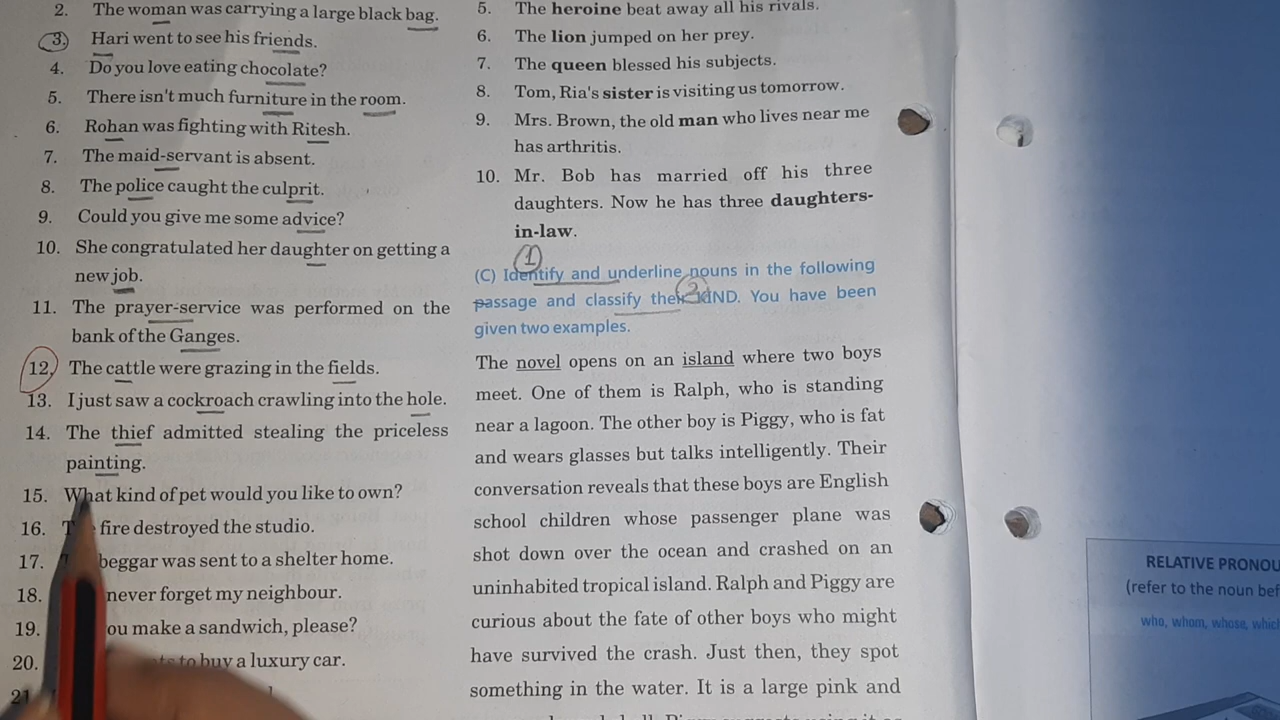 2. The woman was carrying a large black bag.
3. Hari went to see his friends.
4. Do you love eating chocolate?
5. There isn't much furniture in the room.
6. Rohan was fighting with Ritesh.
7. The maid-servant is absent.
8. The police caught the culprit.
9. Could you give me some advice?
10. She congratulated her daughter on getting a
new job.
11. The prayer-service was performed on the
bank of the Ganges.
12. The cattle were grazing in the fields.
13. I just saw a cockroach crawling into the hole.
14. The thief admitted stealing the priceless
painting.
15. What kind of pet would you like to own?
16. fire destroyed the studio.
17. beggar was sent to a shelter home.
18. never forget my neighbour.
19. you make a sandwich, please?
20. to buy a luxury car.
21
5. The heroine beat away all his rivals.
6. The lion jumped on her prey.
7. The queen blessed his subjects.
8. Tom, Ria's sister is visiting us tomorrow.
9. Mrs. Brown, the old man who lives near me
has arthritis.
10. Mr. Bob has married off his three
daughters. Now he has three daughters-
in-law.
1
(C) Identify and underline nouns in the following
2
passage and classify their KIND. You have been
given two examples.
The novel opens on an island where two boys
meet. One of them is Ralph, who is standing
near a lagoon. The other boy is Piggy, who is fat
and wears glasses but talks intelligently. Their
conversation reveals that these boys are English
school children whose passenger plane was
shot down over the ocean and crashed on an
uninhabited tropical island. Ralph and Piggy are
curious about the fate of other boys who might
have survived the crash. Just then, they spot
something in the water. It is a large pink and
RELATIVE PRONOU
(refer to the noun bef
who, whom, whose, whic